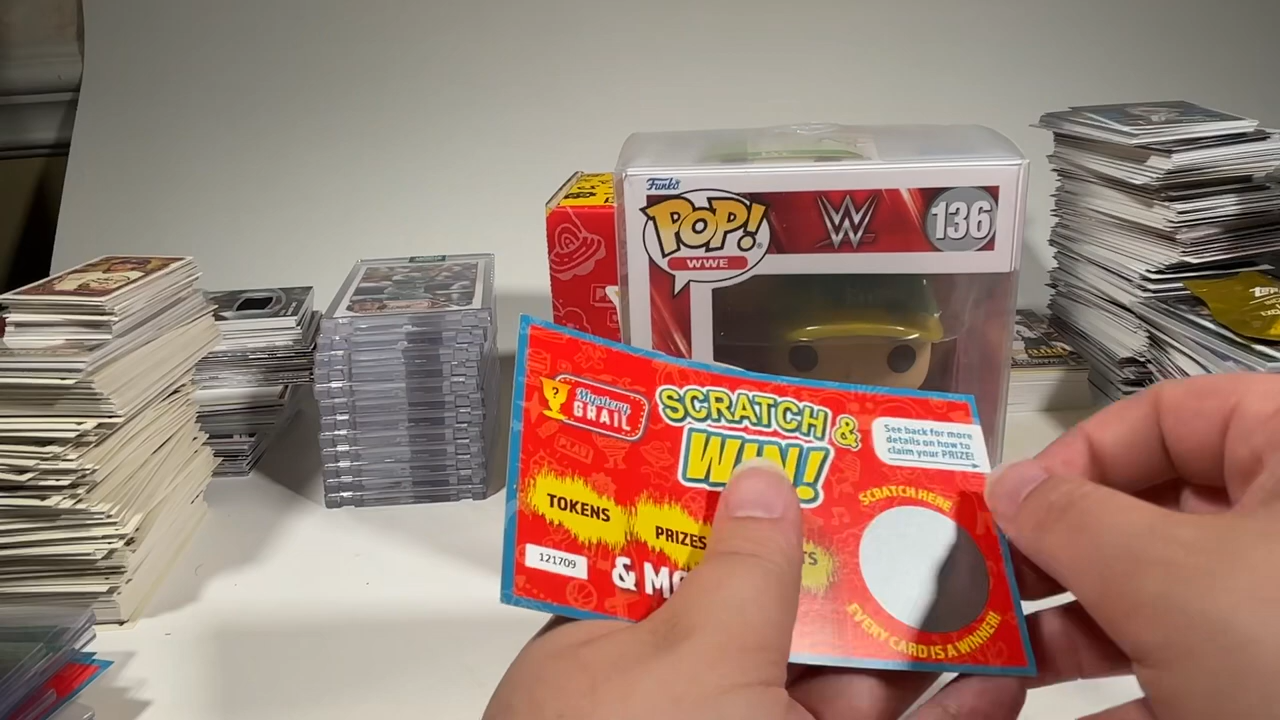 Funko
POP!
WWE
W
136
Mystery
GRAIL
SCRATCH &
WIN!
See back for more
details on how to
claim your PRIZE!
TOKENS
PRIZES
SCRATCH HERE
121709
&
EVERY CARD IS A WINNER!